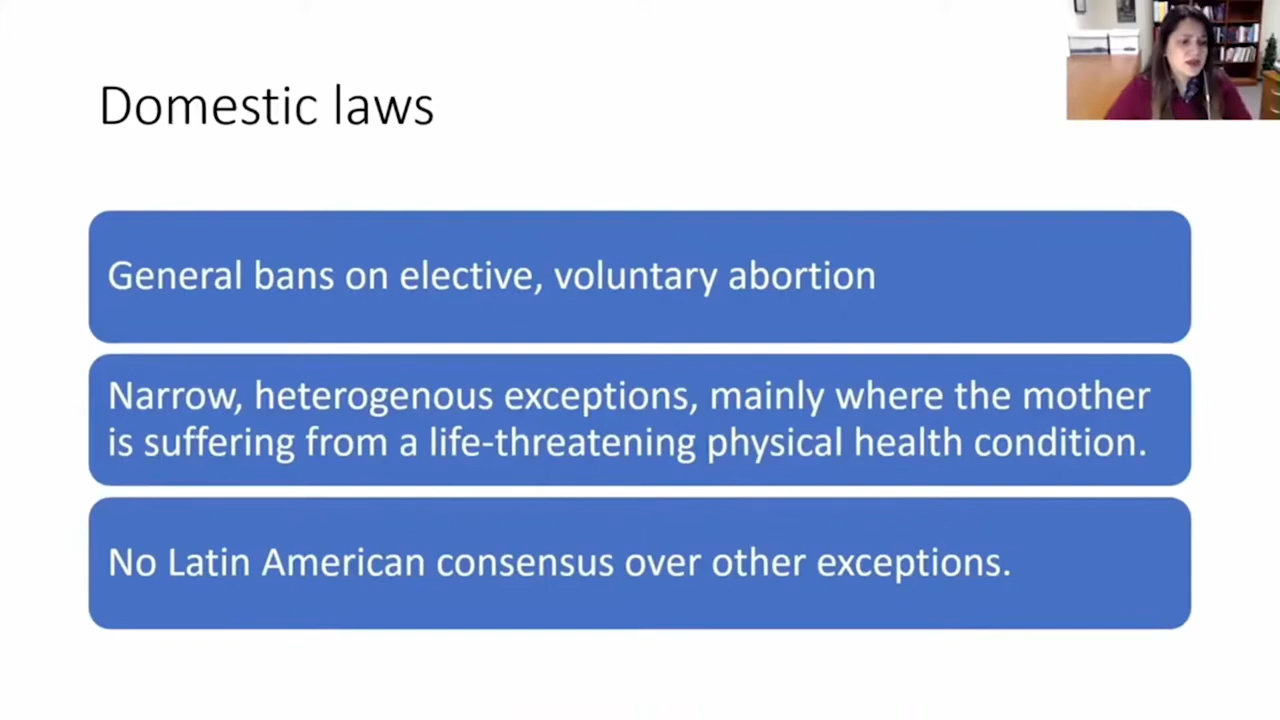 Domestic laws
General bans on elective, voluntary abortion
Narrow, heterogenous exceptions, mainly where the mother
is suffering from a life-threatening physical health condition.
No Latin American consensus over other exceptions.